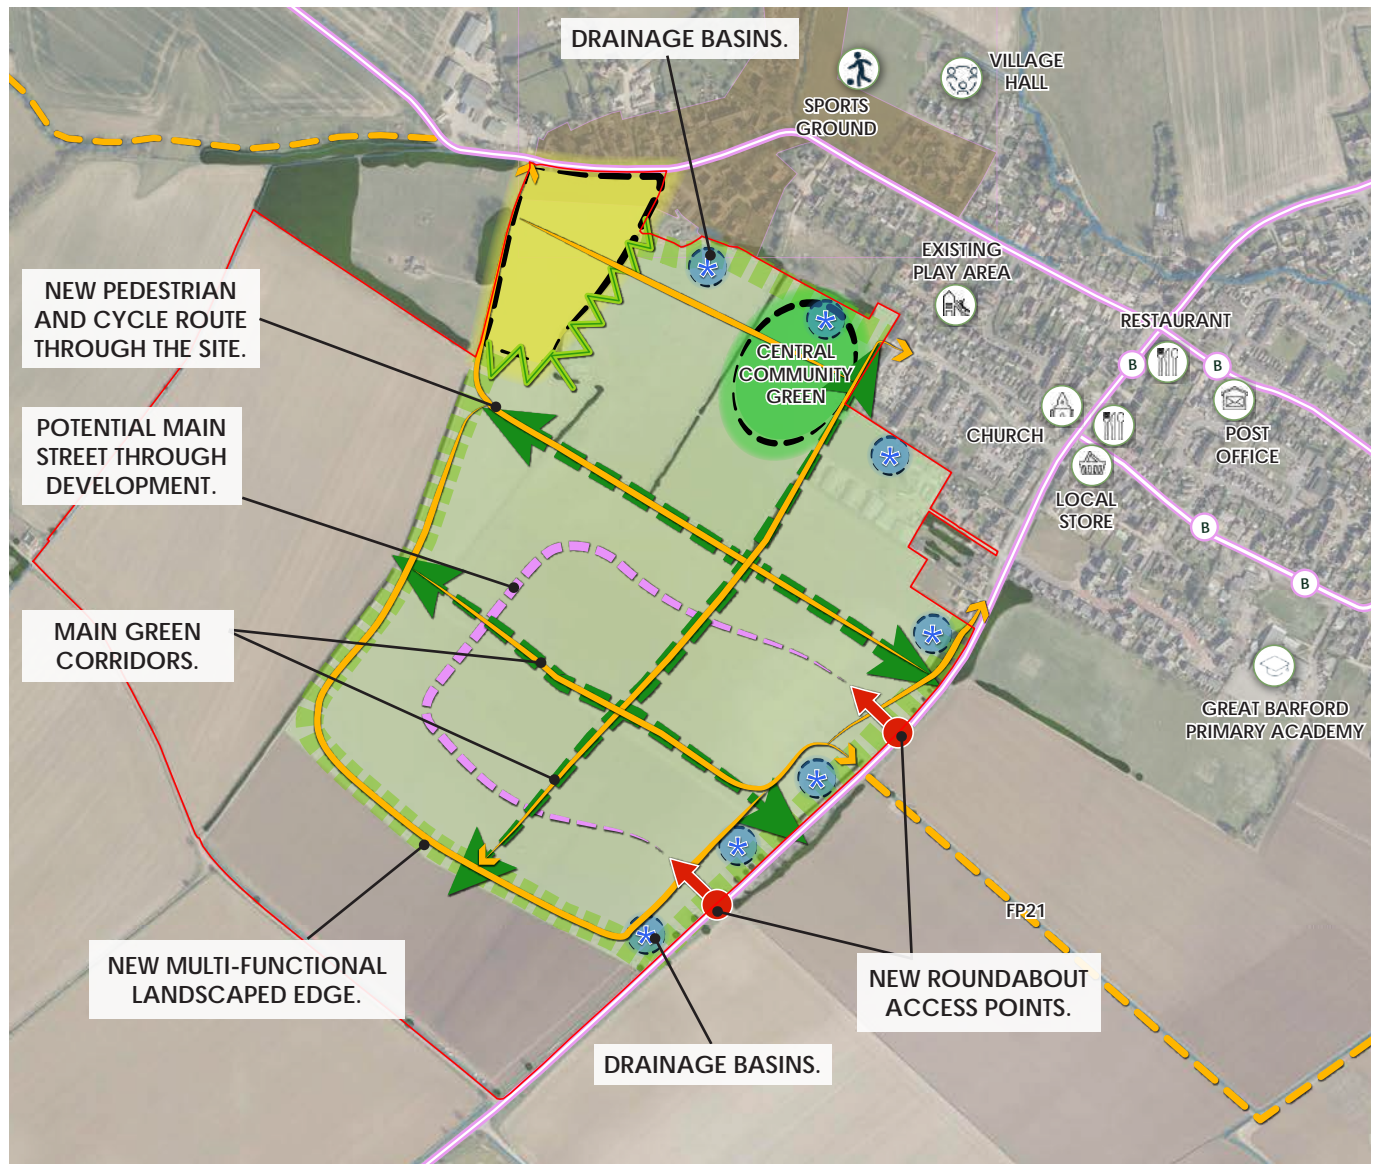 DRAINAGE BASINS.
VILLAGE
HALL
SPORTS
GROUND
EXISTING
PLAY AREA
NEW PEDESTRIAN
AND CYCLE ROUTE
THROUGH THE SITE.
RESTAURANT
CENTRAL
COMMUNITY
GREEN
B
B
POTENTIAL MAIN
STREET THROUGH
DEVELOPMENT.
CHURCH
POST
OFFICE
LOCAL
STORE
B
B
MAIN GREEN
CORRIDORS.
GREAT BARFORD
PRIMARY ACADEMY
FP21
NEW MULTI-FUNCTIONAL
LANDSCAPED EDGE.
NEW ROUNDABOUT
ACCESS POINTS.
DRAINAGE BASINS.